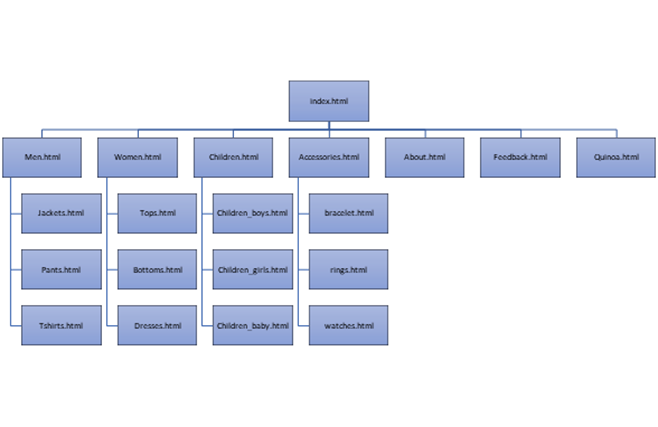 index.html
Men.html
Women.html
Children.html
Accessories.html
About.html
Feedback.html
Quinoa.html
Jackets.html
Tops.html
Children_boys.html
bracelet.html
Pants.html
Bottoms.html
Children_girls.html
rings.html
Tshirts.html
Dresses.html
Children_baby.html
watches.html